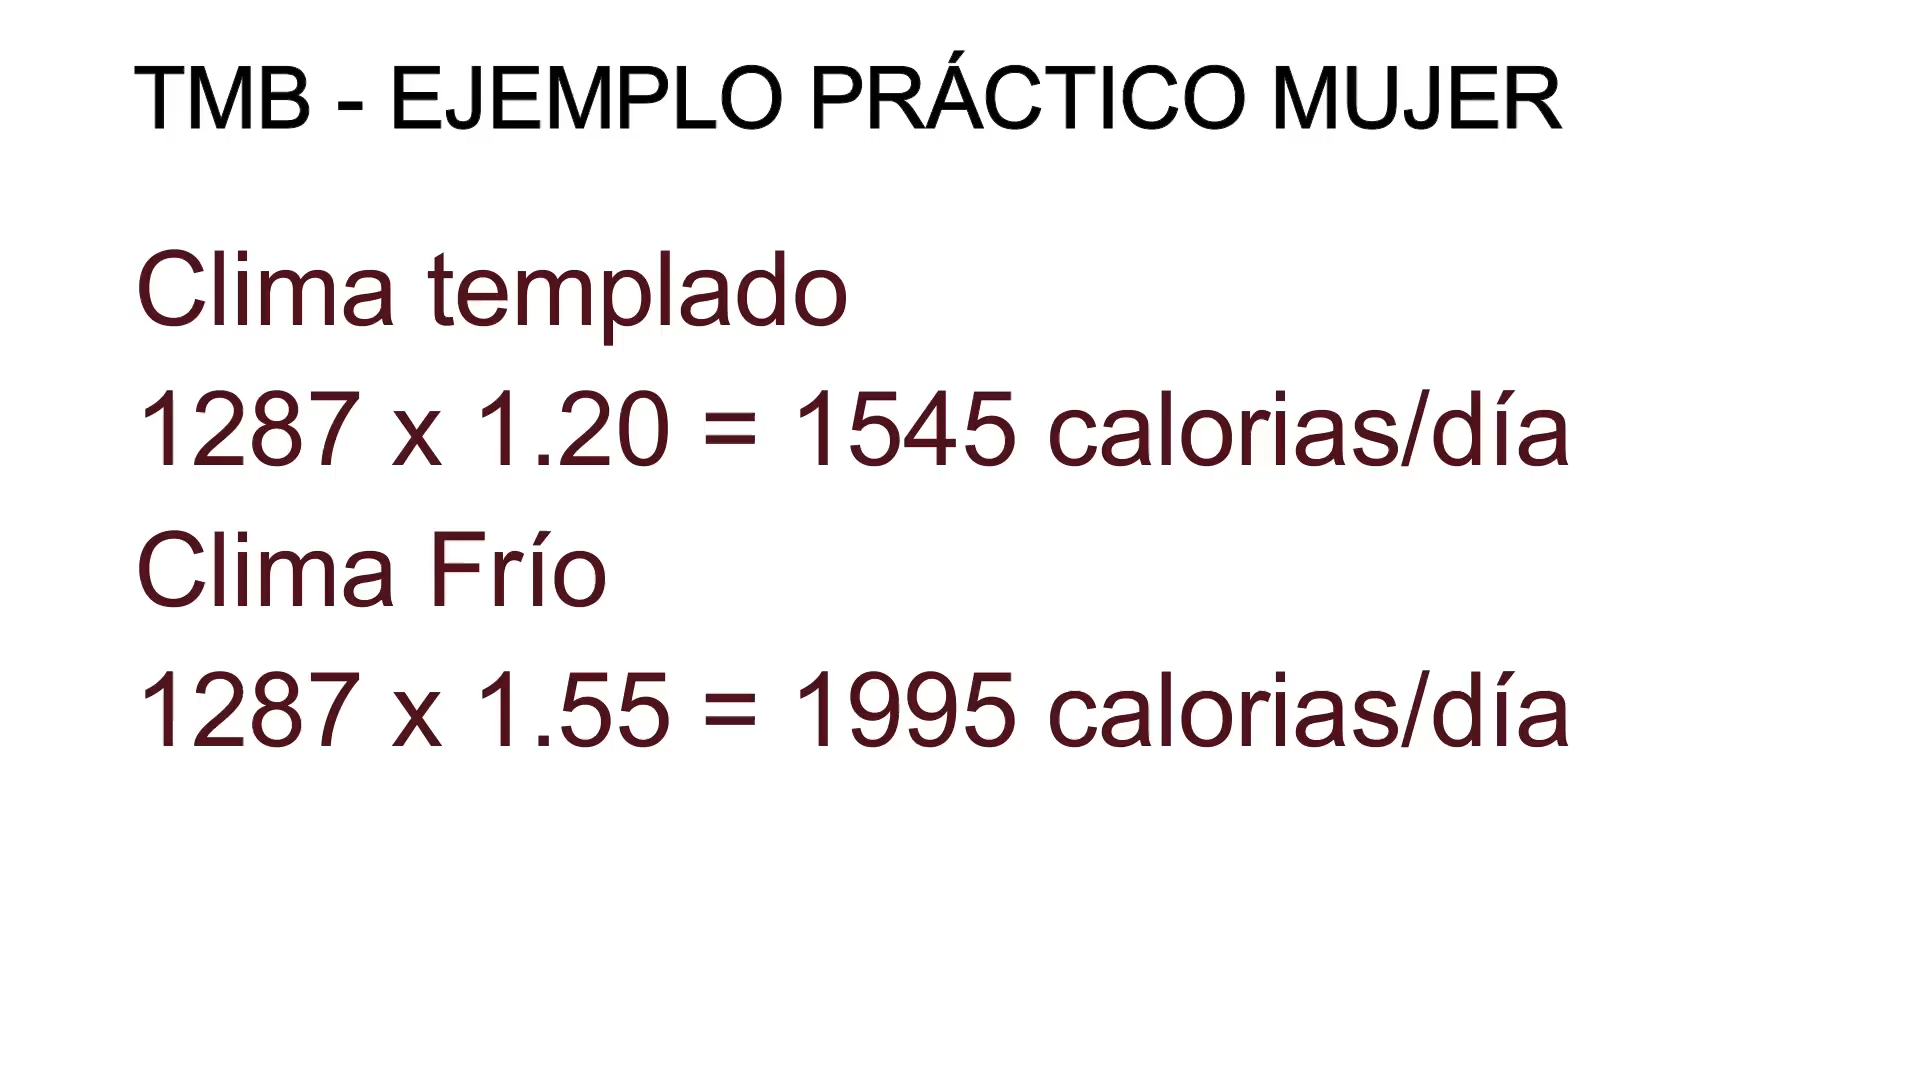 TMB - EJEMPLO PRÁCTICO MUJER
Clima templado
1287 x 1.20 = 1545 calorias/día
Clima Frío
1287 x 1.55 = 1995 calorias/día